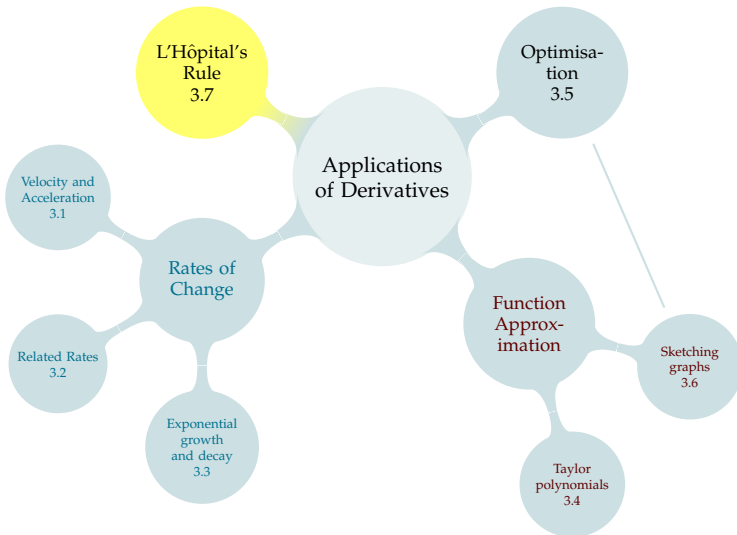 L'Hôpital's
Rule
3.7
Optimisa-
tion
3.5
Applications
of Derivatives
Velocity and
Acceleration
3.1
Rates of
Change
Related Rates
3.2
Exponential
growth
and decay
3.3
Function
Approx-
imation
Sketching
graphs
3.6
Taylor
polynomials
3.4